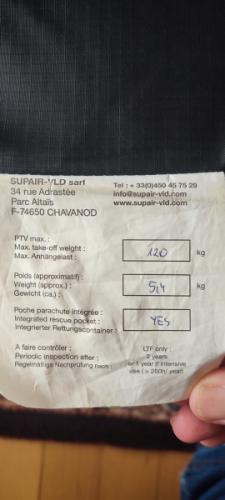 SUPAIR-VLD sarl
34 rue Adrastée
Parc Altaïs
F-74650 CHAVANOD
Tel : + 33(0)450 45 75 29
info@supair-vld.com
www.supair-vld.com
PTV max. :
Max. take-off weight :
Max. Anhängelast :
120 kg
Poids (approximatif) :
Weight (approx.) :
Gewicht (ca.) :
5,4 kg
Poche parachute intégrée :
Integrated rescue pocket :
Integrierter Rettungscontainer :
YES
A faire contrôler :
Periodic inspection after :
Regelmäßige Nachprüfung nach :
LTF only :
2 years
or 1 year if intensive
use ( ≥ 200h/ year)